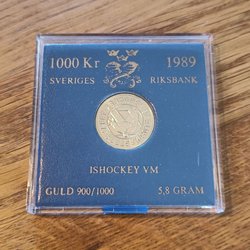 1000 Kr 1989
SVERIGES RIKSBANK
ISHOCKEY VM
GULD 900/1000 5,8 GRAM